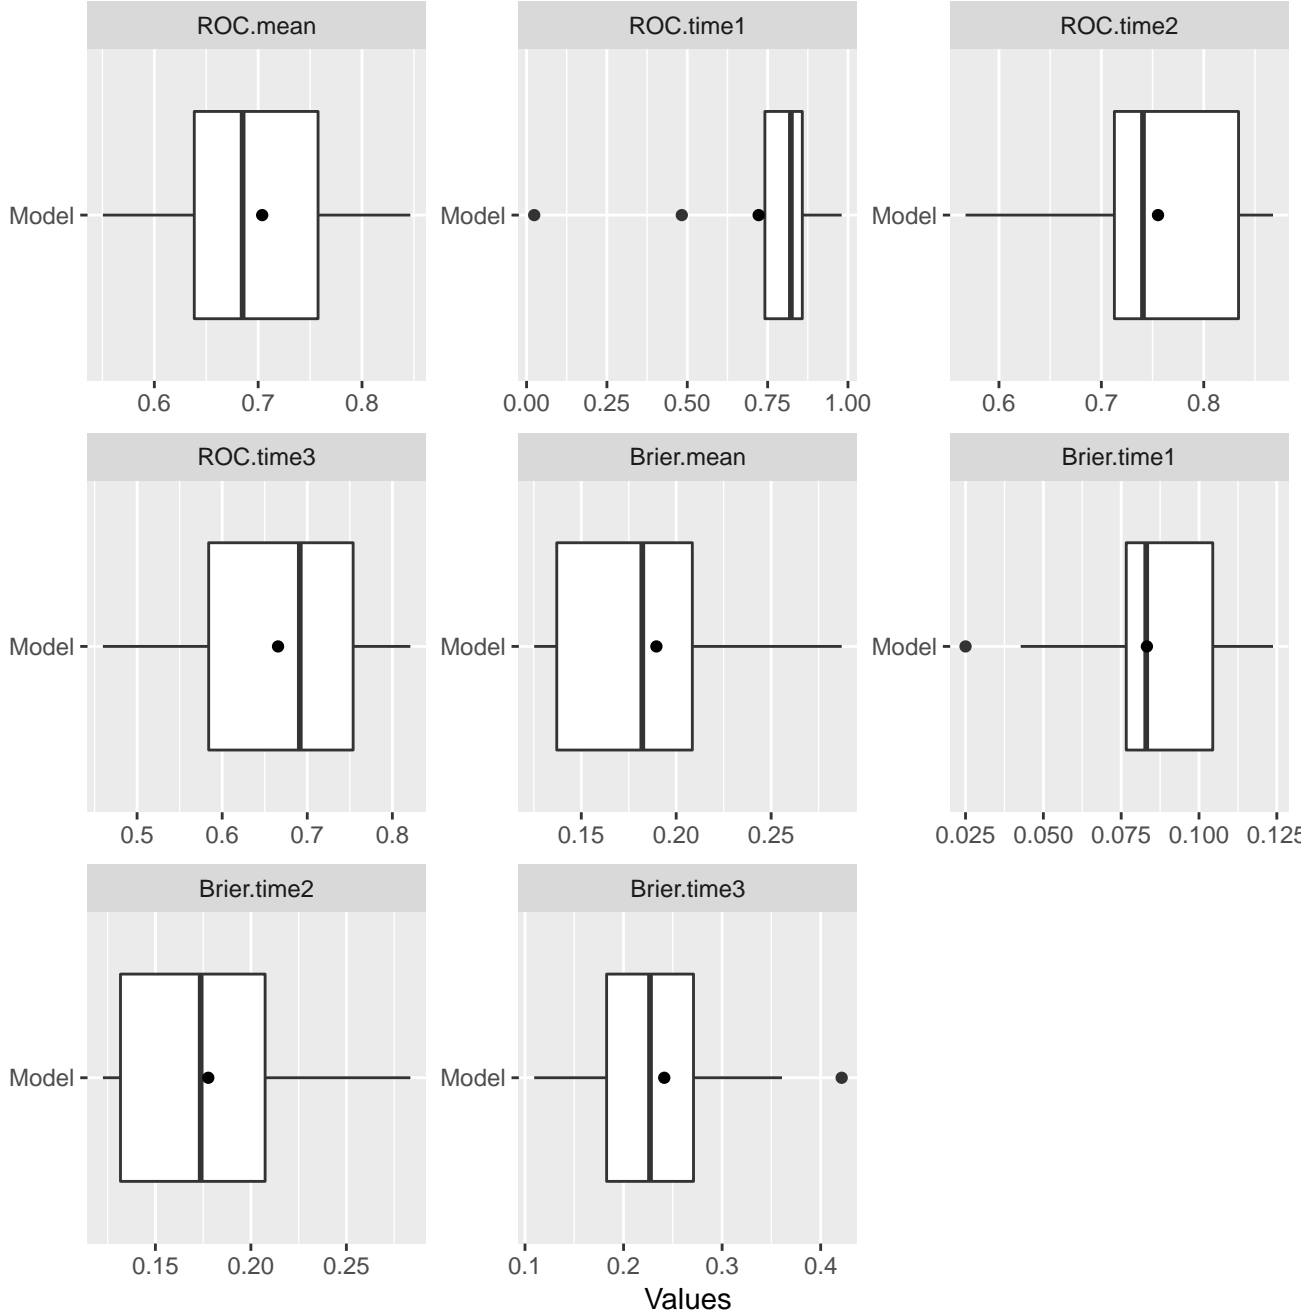 ROC.mean
ROC.time1
ROC.time2
Model
Model
Model
0.6 0.7 0.8
0.00 0.25 0.50 0.75 1.00
0.6 0.7 0.8
ROC.time3
Brier.mean
Brier.time1
Model
Model
Model
0.5 0.6 0.7 0.8
0.15 0.20 0.25
0.025 0.050 0.075 0.100 0.125
Brier.time2
Brier.time3
Model
Model
0.15 0.20 0.25
0.1 0.2 0.3 0.4
Values